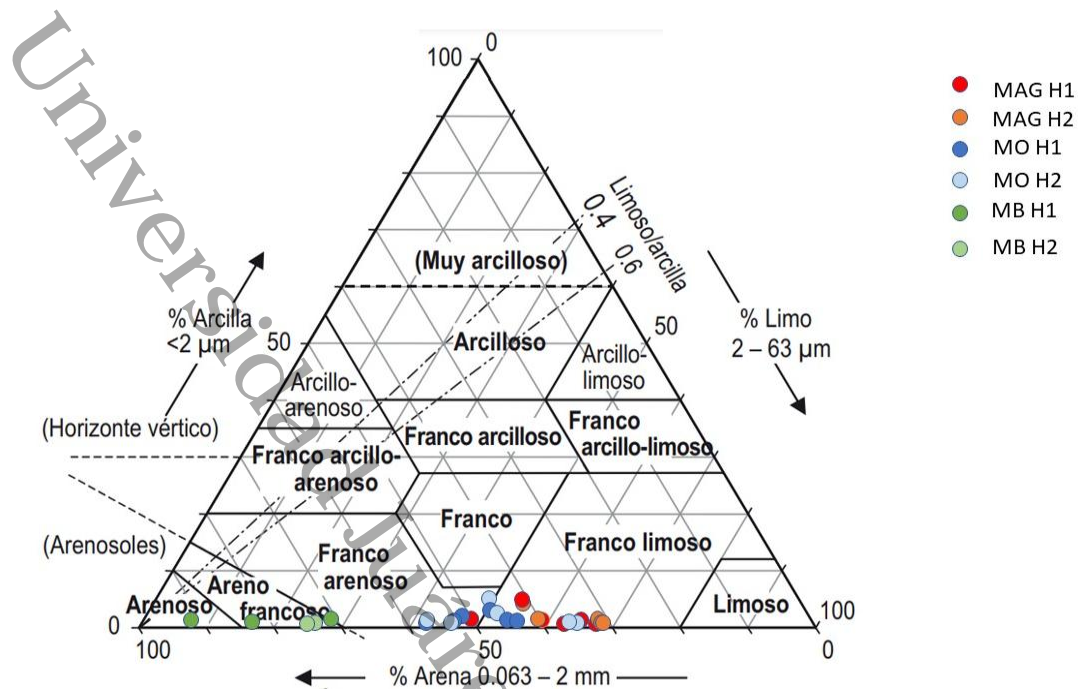 Universidad Juáre
100
0
MAG H1
MAG H2
MO H1
MO H2
MB H1
MB H2
Limoso/arcilla
0.4
0.6
(Muy arcilloso)
% Arcilla
<2 µm
50
50
% Limo
2 – 63 µm
Arcilloso
Arcillo-
limoso
Arcillo-
arenoso
(Horizonte vértico)
Franco arcilloso
Franco
arcillo-limoso
Franco arcillo-
arenoso
Franco
(Arenosoles)
Franco limoso
Franco
arenoso
Areno
francoso
Arenoso
Limoso
100
0
100
50
0
% Arena 0.063 – 2 mm